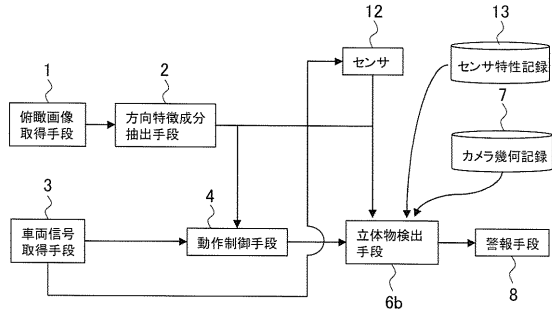 12
13
センサ
センサ特性記録
1
2
俯瞰画像
取得手段
方向特徴成分
抽出手段
7
カメラ幾何記録
3
4
車両信号
取得手段
動作制御手段
立体物検出
手段
警報手段
6b
8